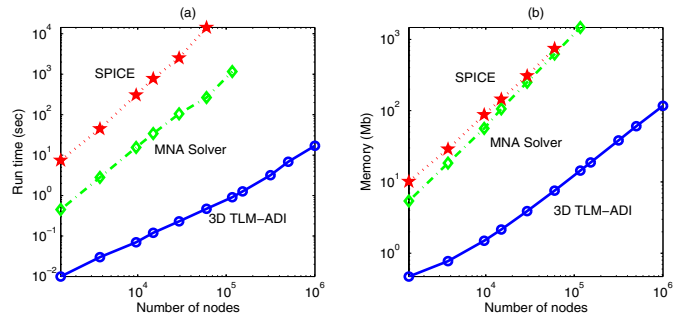 (a)
Run time (sec)
10^4
10^3
10^2
10^1
10^0
10^−1
10^−2
SPICE
MNA Solver
3D TLM−ADI
10^4
10^5
10^6
Number of nodes
(b)
Memory (Mb)
10^3
10^2
10^1
10^0
SPICE
MNA Solver
3D TLM−ADI
10^4
10^5
10^6
Number of nodes